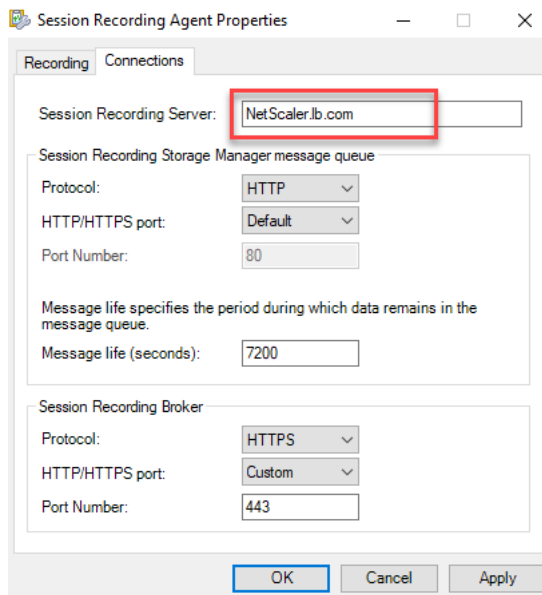 Session Recording Agent Properties
Recording
Connections
Session Recording Server: NetScaler.lb.com
Session Recording Storage Manager message queue
Protocol: HTTP
HTTP/HTTPS port: Default
Port Number: 80
Message life specifies the period during which data remains in the
message queue.
Message life (seconds): 7200
Session Recording Broker
Protocol: HTTPS
HTTP/HTTPS port: Custom
Port Number: 443
OK Cancel Apply